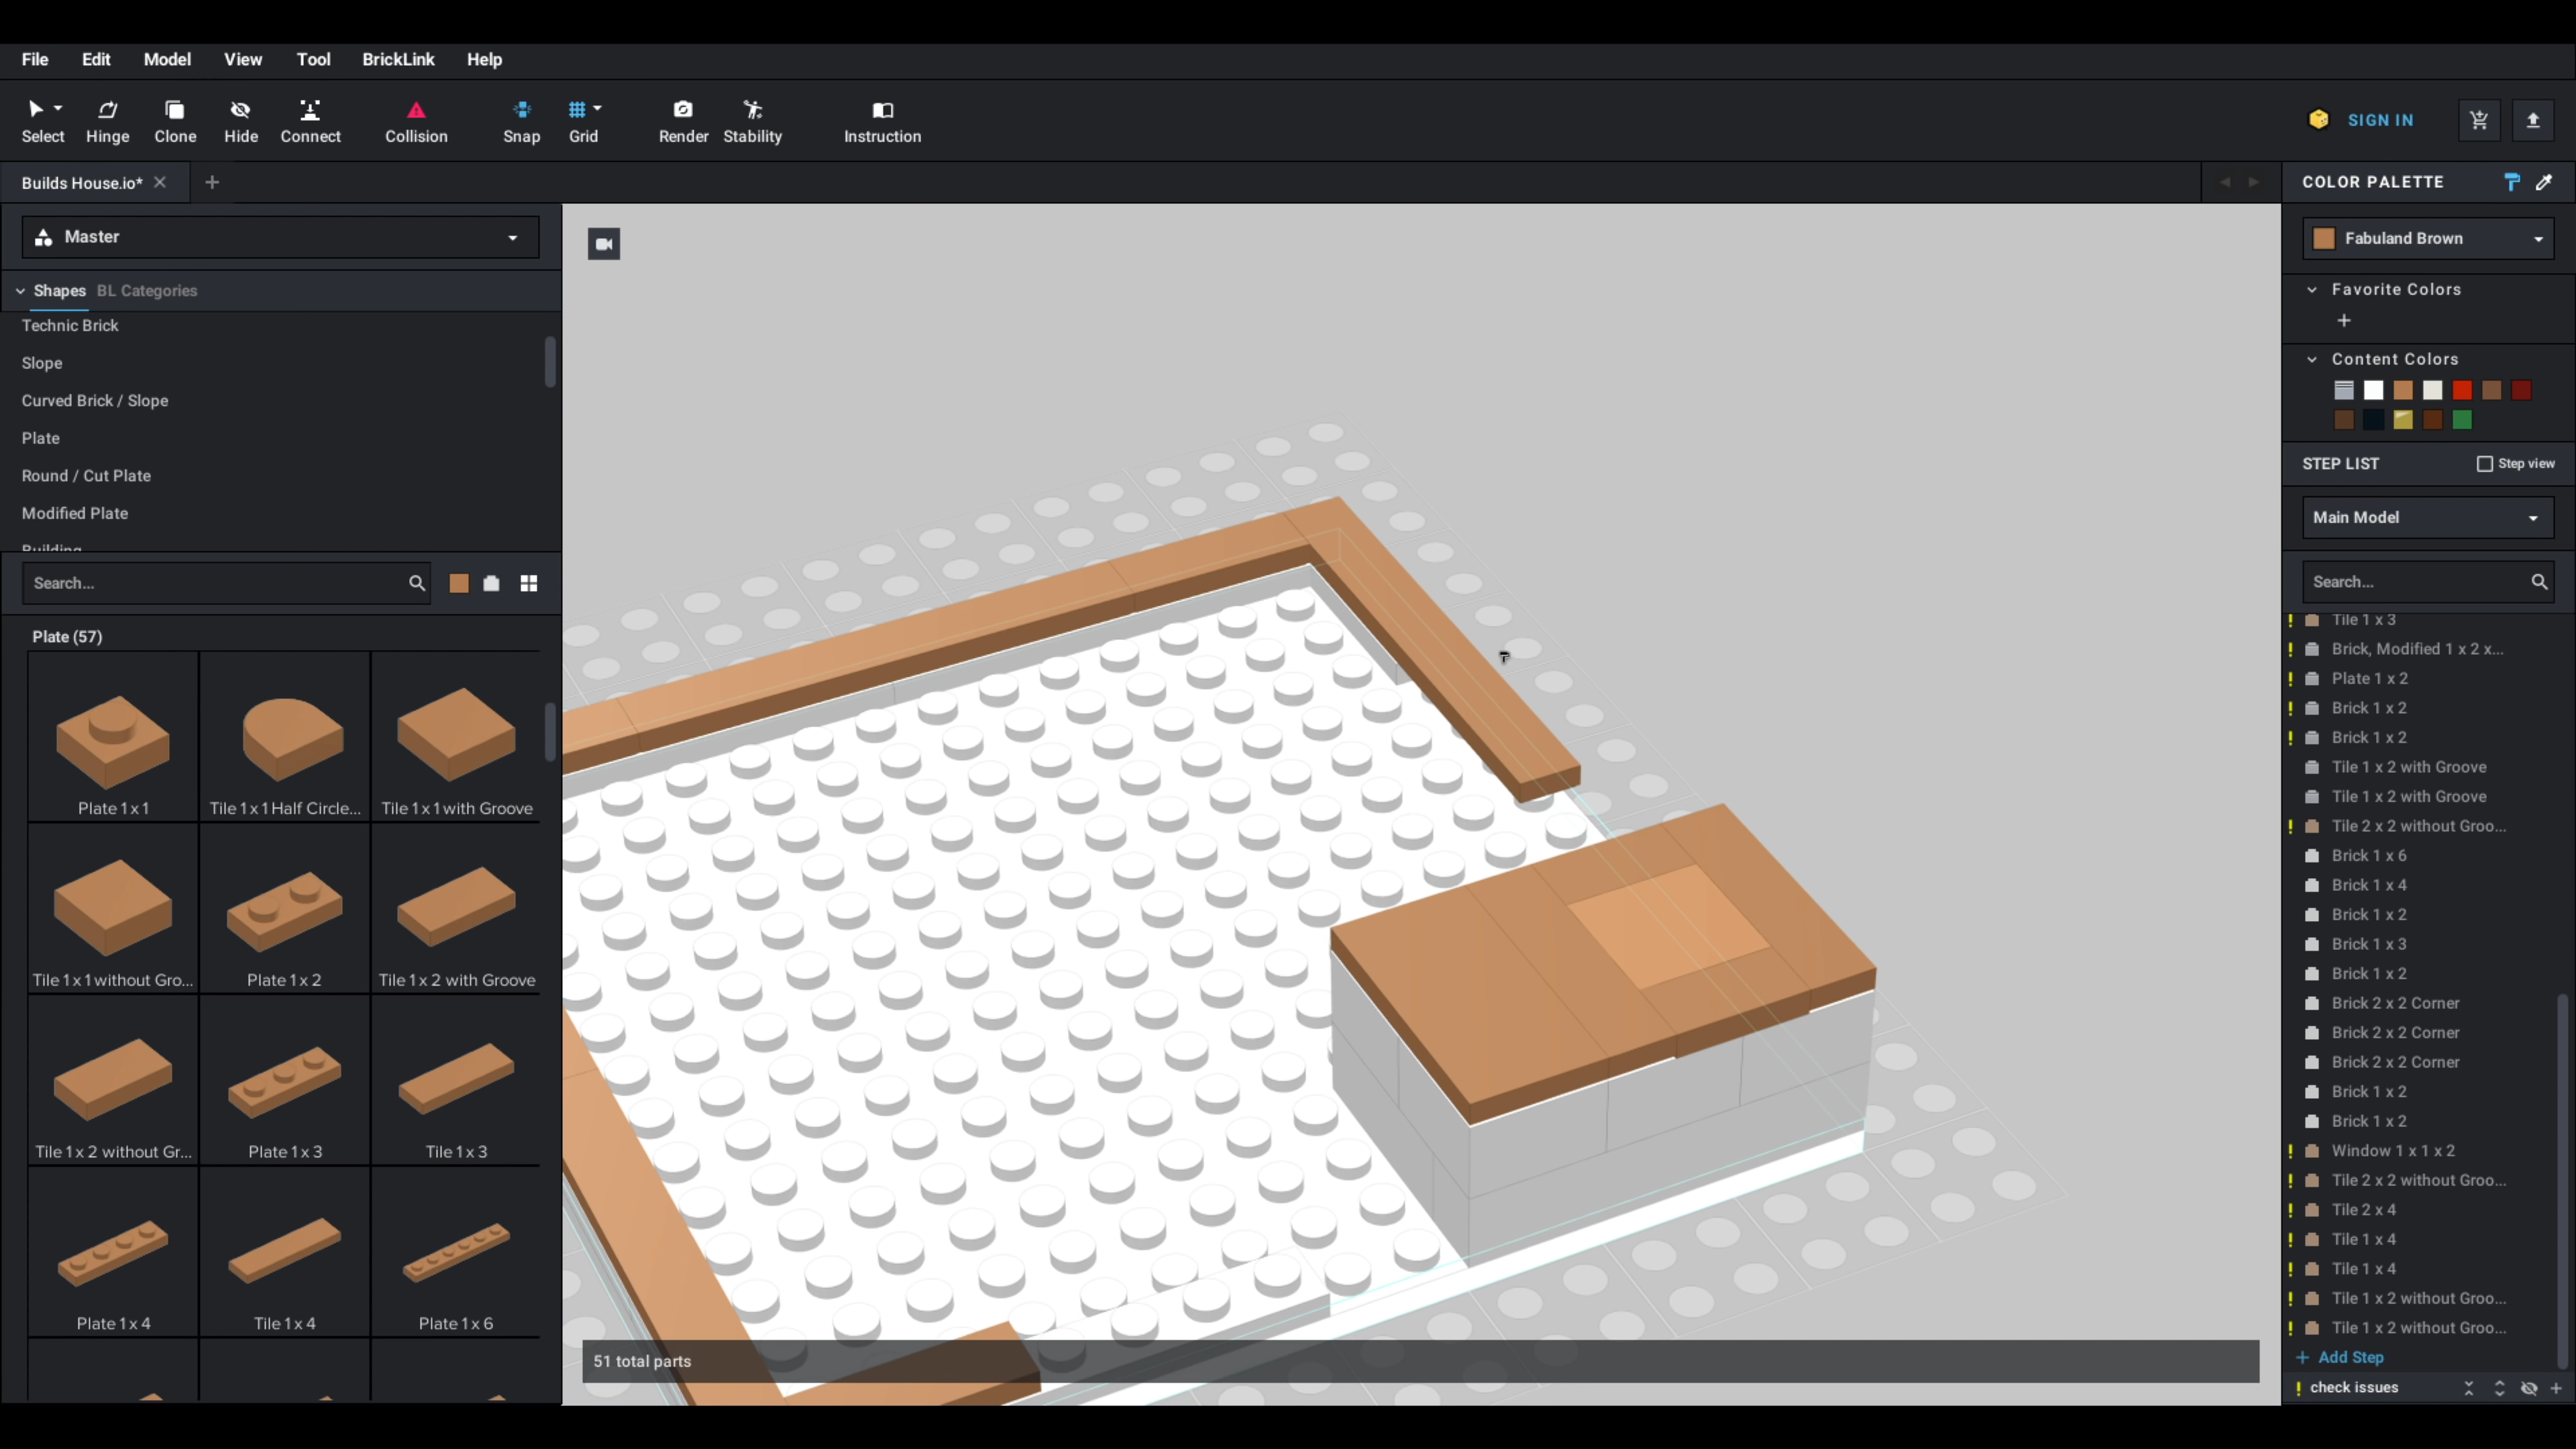 File Edit Model View Tool BrickLink Help
Select Hinge Clone Hide Connect Collision Snap Grid Render Stability Instruction
SIGN IN
Builds House.io*
Master
Shapes BL Categories
Technic Brick
Slope
Curved Brick / Slope
Plate
Round / Cut Plate
Modified Plate
Building
Search...
Plate (57)
Plate 1 x 1 Tile 1 x 1 Half Circle... Tile 1 x 1 with Groove
Tile 1 x 1 without Gro... Plate 1 x 2 Tile 1 x 2 with Groove
Tile 1 x 2 without Gr... Plate 1 x 3 Tile 1 x 3
Plate 1 x 4 Tile 1 x 4 Plate 1 x 6
51 total parts
COLOR PALETTE
Fabuland Brown
Favorite Colors
Content Colors
STEP LIST Step view
Main Model
Search...
Tile 1 x 3
Brick, Modified 1 x 2 x...
Plate 1 x 2
Brick 1 x 2
Brick 1 x 2
Tile 1 x 2 with Groove
Tile 1 x 2 with Groove
Tile 2 x 2 without Groo...
Brick 1 x 6
Brick 1 x 4
Brick 1 x 2
Brick 1 x 3
Brick 1 x 2
Brick 2 x 2 Corner
Brick 2 x 2 Corner
Brick 2 x 2 Corner
Brick 1 x 2
Brick 1 x 2
Window 1 x 1 x 2
Tile 2 x 2 without Groo...
Tile 2 x 4
Tile 1 x 4
Tile 1 x 4
Tile 1 x 2 without Groo...
Tile 1 x 2 without Groo...
+ Add Step
! check issues